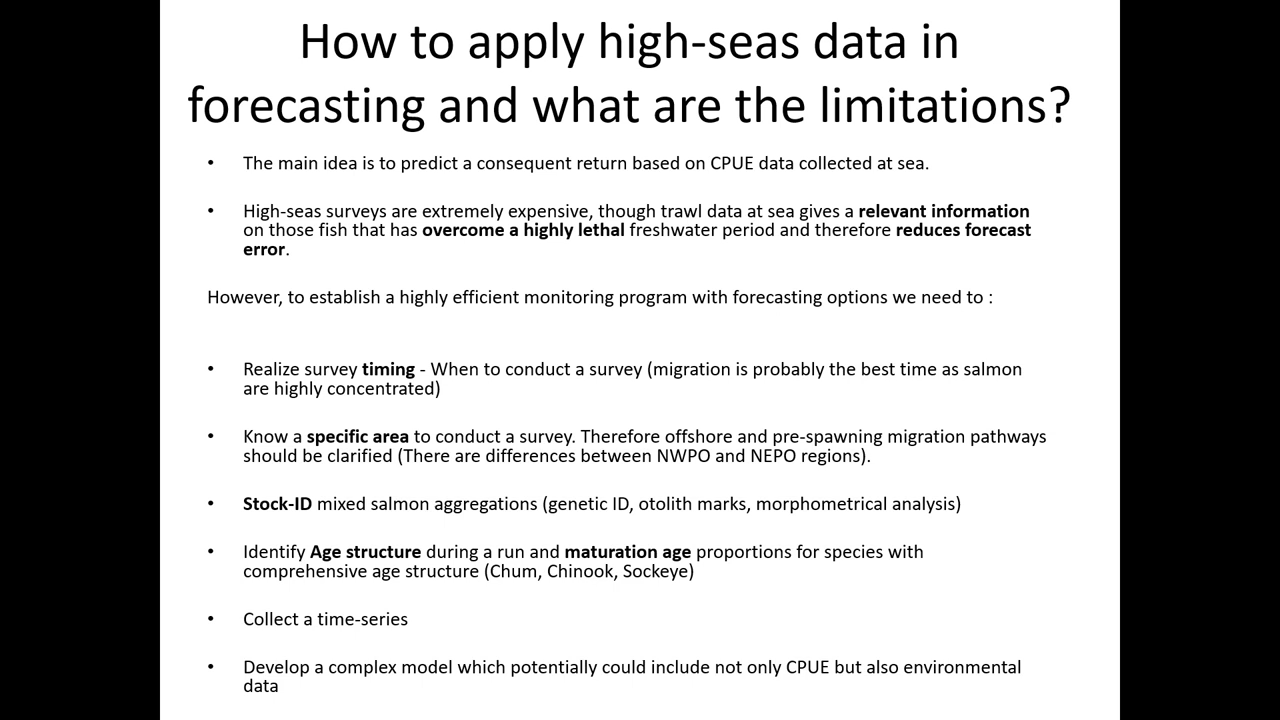 How to apply high-seas data in
forecasting and what are the limitations?
• The main idea is to predict a consequent return based on CPUE data collected at sea.
• High-seas surveys are extremely expensive, though trawl data at sea gives a relevant information
on those fish that has overcome a highly lethal freshwater period and therefore reduces forecast
error.
However, to establish a highly efficient monitoring program with forecasting options we need to :
• Realize survey timing - When to conduct a survey (migration is probably the best time as salmon
are highly concentrated)
• Know a specific area to conduct a survey. Therefore offshore and pre-spawning migration pathways
should be clarified (There are differences between NWPO and NEPO regions).
• Stock-ID mixed salmon aggregations (genetic ID, otolith marks, morphometrical analysis)
• Identify Age structure during a run and maturation age proportions for species with
comprehensive age structure (Chum, Chinook, Sockeye)
• Collect a time-series
• Develop a complex model which potentially could include not only CPUE but also environmental
data